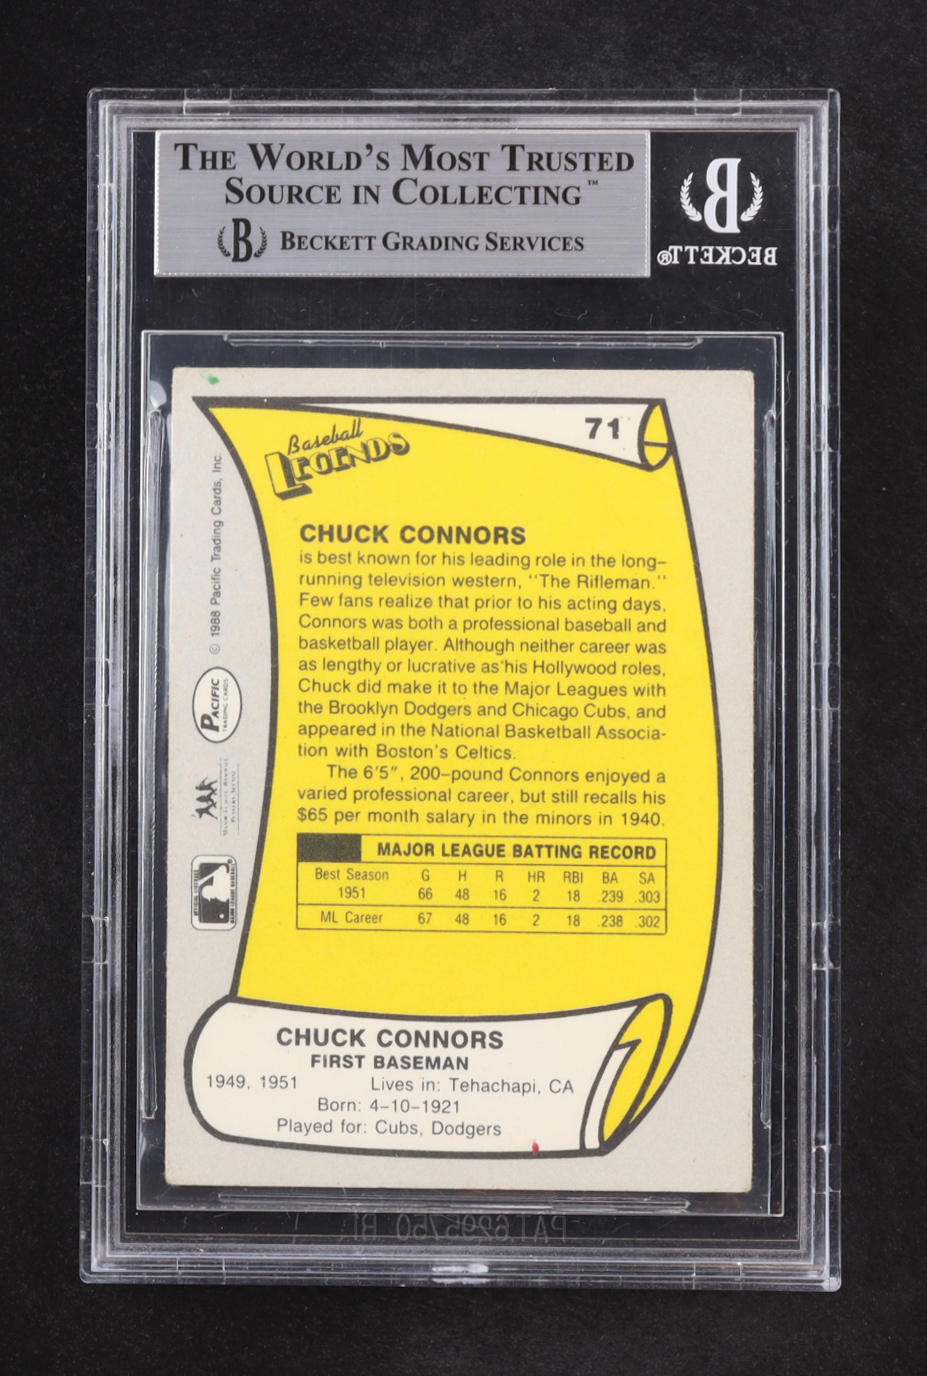 THE WORLD'S MOST TRUSTED
SOURCE IN COLLECTING™
B BECKETT GRADING SERVICES
B
BECKETT®
71
Baseball
LEGENDS
CHUCK CONNORS
is best known for his leading role in the long-
running television western, "The Rifleman."
Few fans realize that prior to his acting days,
Connors was both a professional baseball and
basketball player. Although neither career was
as lengthy or lucrative as his Hollywood roles,
Chuck did make it to the Major Leagues with
the Brooklyn Dodgers and Chicago Cubs, and
appeared in the National Basketball Associa-
tion with Boston's Celtics.
The 6'5", 200-pound Connors enjoyed a
varied professional career, but still recalls his
$65 per month salary in the minors in 1940.
MAJOR LEAGUE BATTING RECORD
Best Season G H R HR RBI BA SA
1951 66 48 16 2 18 .239 .303
ML Career 67 48 16 2 18 .238 .302
CHUCK CONNORS
FIRST BASEMAN
1949, 1951 Lives in: Tehachapi, CA
Born: 4-10-1921
Played for: Cubs, Dodgers
© 1988 Pacific Trading Cards, Inc.
PACIFIC
TRADING CARDS
MAJOR LEAGUE BASEBALL
PAT 6295750 B1